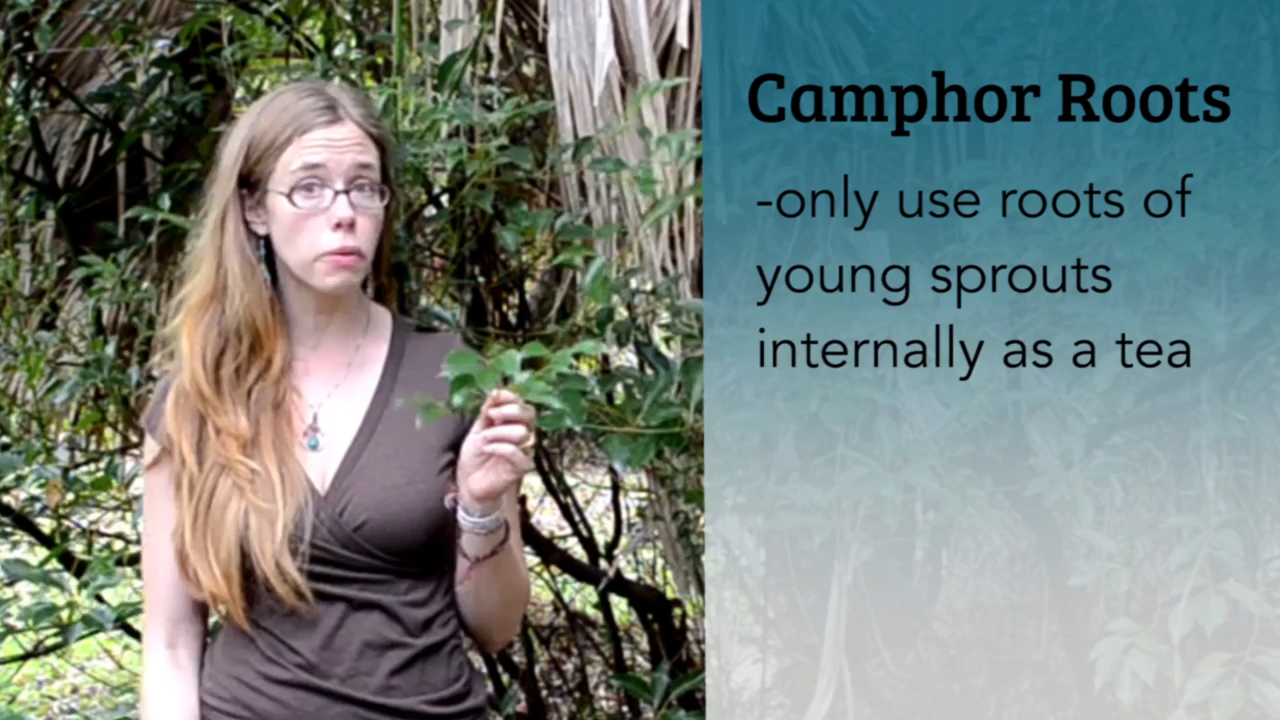 Camphor Roots
-only use roots of
young sprouts
internally as a tea